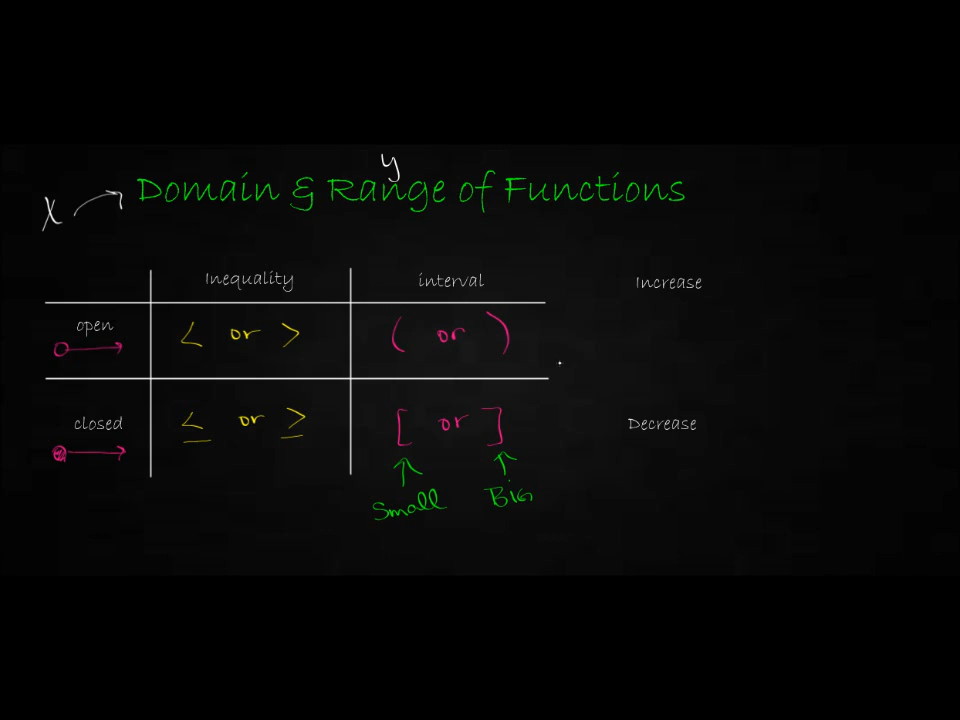 y
X Domain & Range of Functions
Inequality interval Increase
open < or > ( or )
closed ≤ or ≥ [ or ] Decrease
Small Big